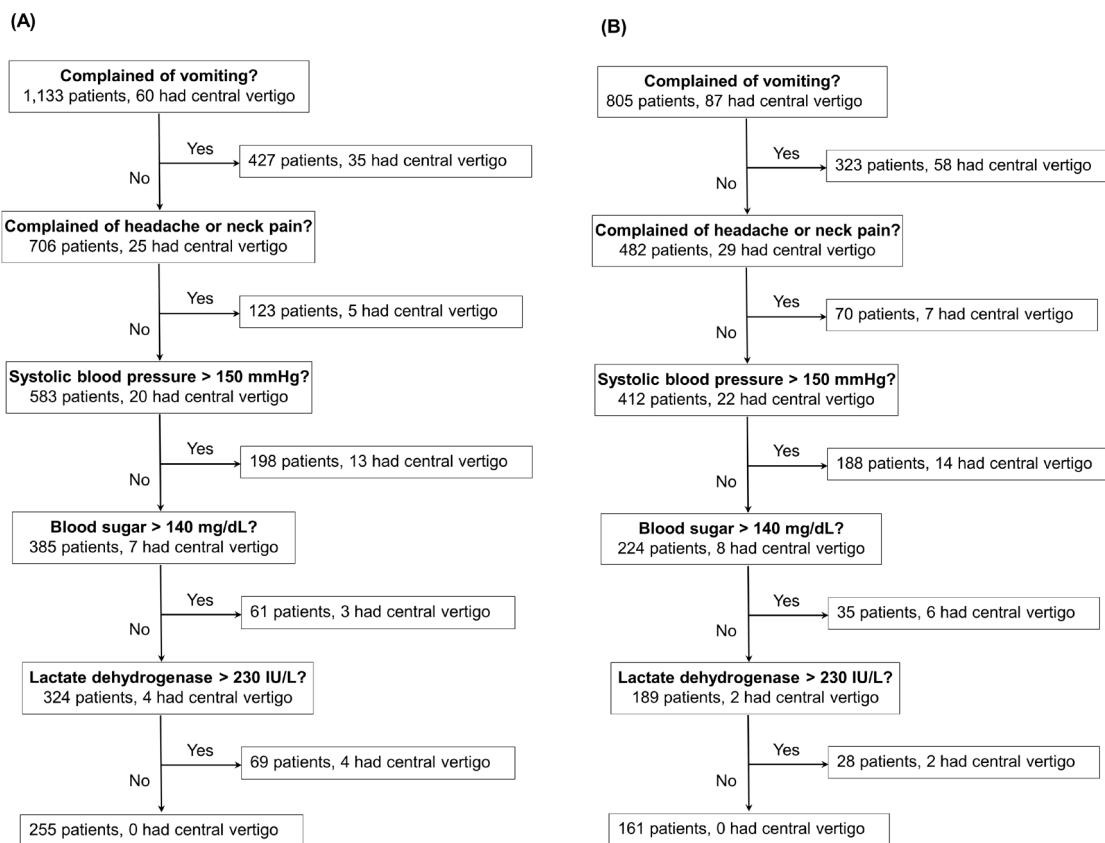 (A)
Complained of vomiting?
1,133 patients, 60 had central vertigo
Yes
427 patients, 35 had central vertigo
No
Complained of headache or neck pain?
706 patients, 25 had central vertigo
Yes
123 patients, 5 had central vertigo
No
Systolic blood pressure > 150 mmHg?
583 patients, 20 had central vertigo
Yes
198 patients, 13 had central vertigo
No
Blood sugar > 140 mg/dL?
385 patients, 7 had central vertigo
Yes
61 patients, 3 had central vertigo
No
Lactate dehydrogenase > 230 IU/L?
324 patients, 4 had central vertigo
Yes
69 patients, 4 had central vertigo
No
255 patients, 0 had central vertigo
(B)
Complained of vomiting?
805 patients, 87 had central vertigo
Yes
323 patients, 58 had central vertigo
No
Complained of headache or neck pain?
482 patients, 29 had central vertigo
Yes
70 patients, 7 had central vertigo
No
Systolic blood pressure > 150 mmHg?
412 patients, 22 had central vertigo
Yes
188 patients, 14 had central vertigo
No
Blood sugar > 140 mg/dL?
224 patients, 8 had central vertigo
Yes
35 patients, 6 had central vertigo
No
Lactate dehydrogenase > 230 IU/L?
189 patients, 2 had central vertigo
Yes
28 patients, 2 had central vertigo
No
161 patients, 0 had central vertigo